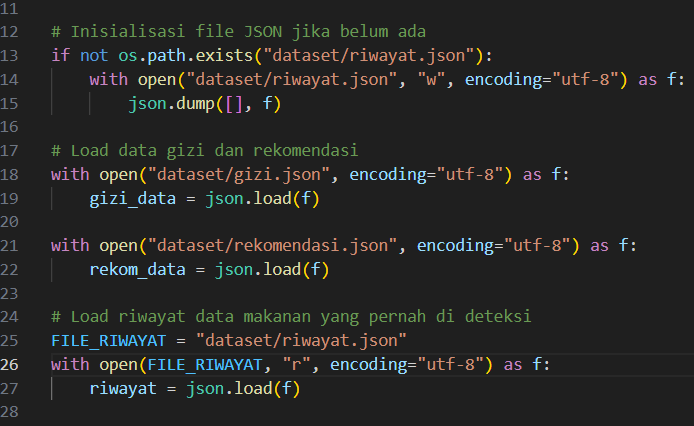 11
12 # Inisialisasi file JSON jika belum ada
13 if not os.path.exists("dataset/riwayat.json"):
14     with open("dataset/riwayat.json", "w", encoding="utf-8") as f:
15         json.dump([], f)
16
17 # Load data gizi dan rekomendasi
18 with open("dataset/gizi.json", encoding="utf-8") as f:
19     gizi_data = json.load(f)
20
21 with open("dataset/rekomendasi.json", encoding="utf-8") as f:
22     rekom_data = json.load(f)
23
24 # Load riwayat data makanan yang pernah di deteksi
25 FILE_RIWAYAT = "dataset/riwayat.json"
26 with open(FILE_RIWAYAT, "r", encoding="utf-8") as f:
27     riwayat = json.load(f)
28